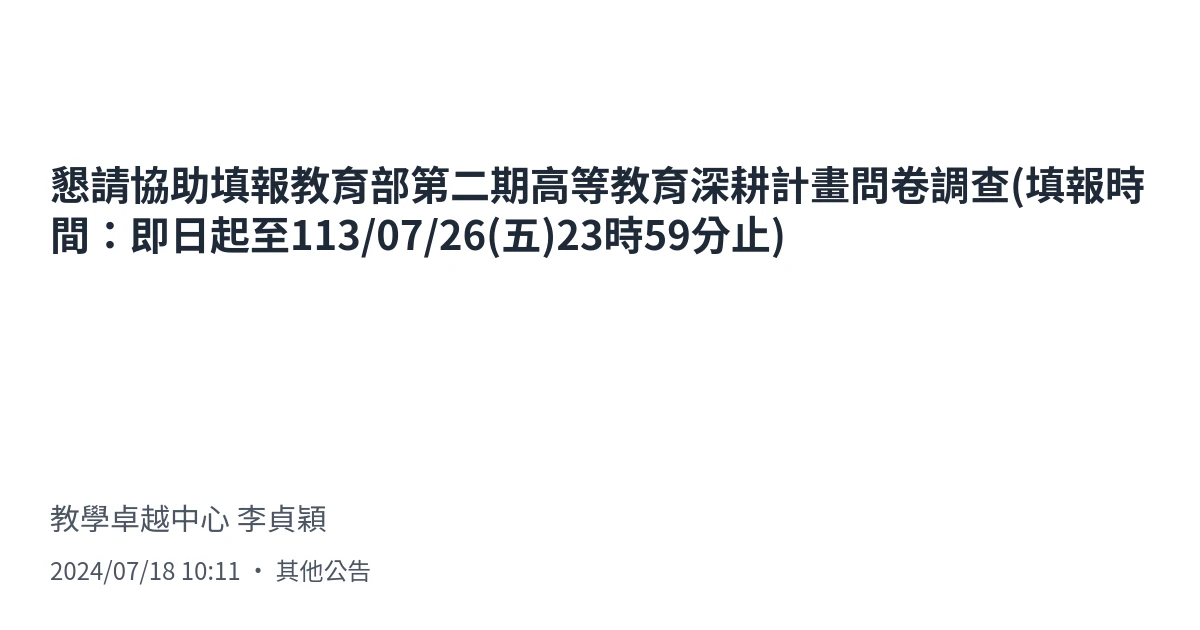 懇請協助填報教育部第二期高等教育深耕計畫問卷調查(填報時
間：即日起至113/07/26(五)23時59分止)
教學卓越中心 李貞穎
2024/07/18 10:11 ・ 其他公告